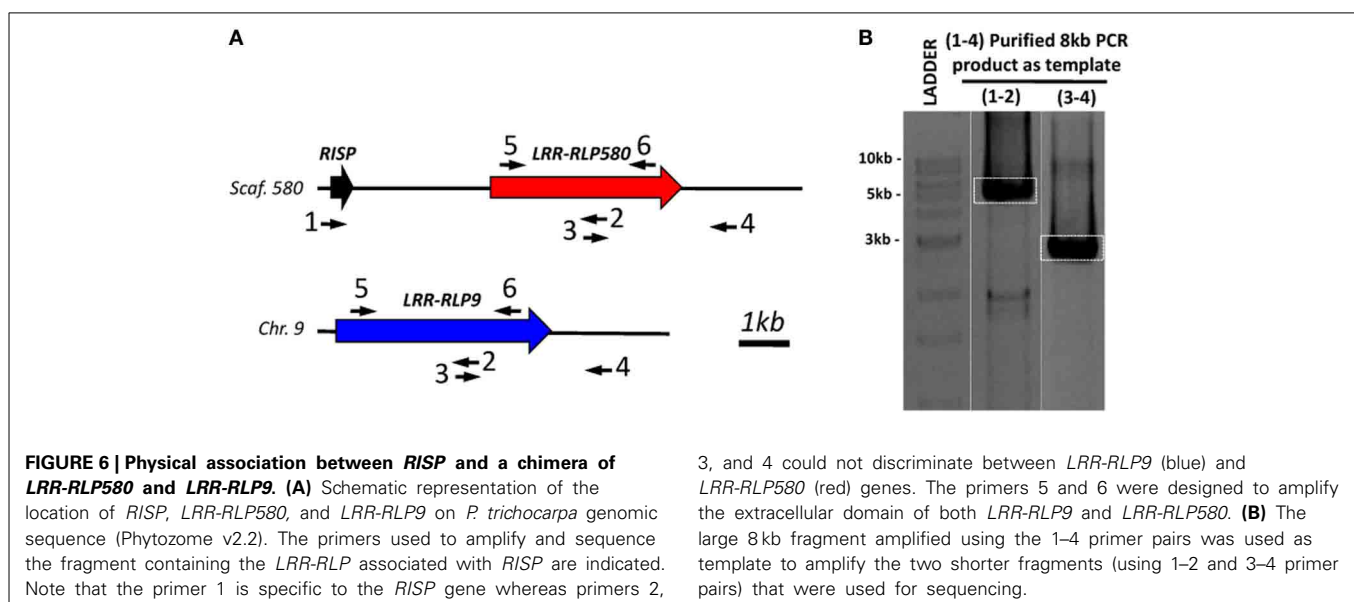 A
RISP
5
LRR-RLP580
6
Scaf. 580
1
3
2
4
5
LRR-RLP9
6
Chr. 9
3
2
4
1kb
B
LADDER
(1-4) Purified 8kb PCR
product as template
(1-2)
(3-4)
10kb -
5kb -
3kb -
FIGURE 6 | Physical association between RISP and a chimera of
LRR-RLP580 and LRR-RLP9. (A) Schematic representation of the
location of RISP, LRR-RLP580, and LRR-RLP9 on P. trichocarpa genomic
sequence (Phytozome v2.2). The primers used to amplify and sequence
the fragment containing the LRR-RLP associated with RISP are indicated.
Note that the primer 1 is specific to the RISP gene whereas primers 2,
3, and 4 could not discriminate between LRR-RLP9 (blue) and
LRR-RLP580 (red) genes. The primers 5 and 6 were designed to amplify
the extracellular domain of both LRR-RLP9 and LRR-RLP580. (B) The
large 8 kb fragment amplified using the 1–4 primer pairs was used as
template to amplify the two shorter fragments (using 1–2 and 3–4 primer
pairs) that were used for sequencing.